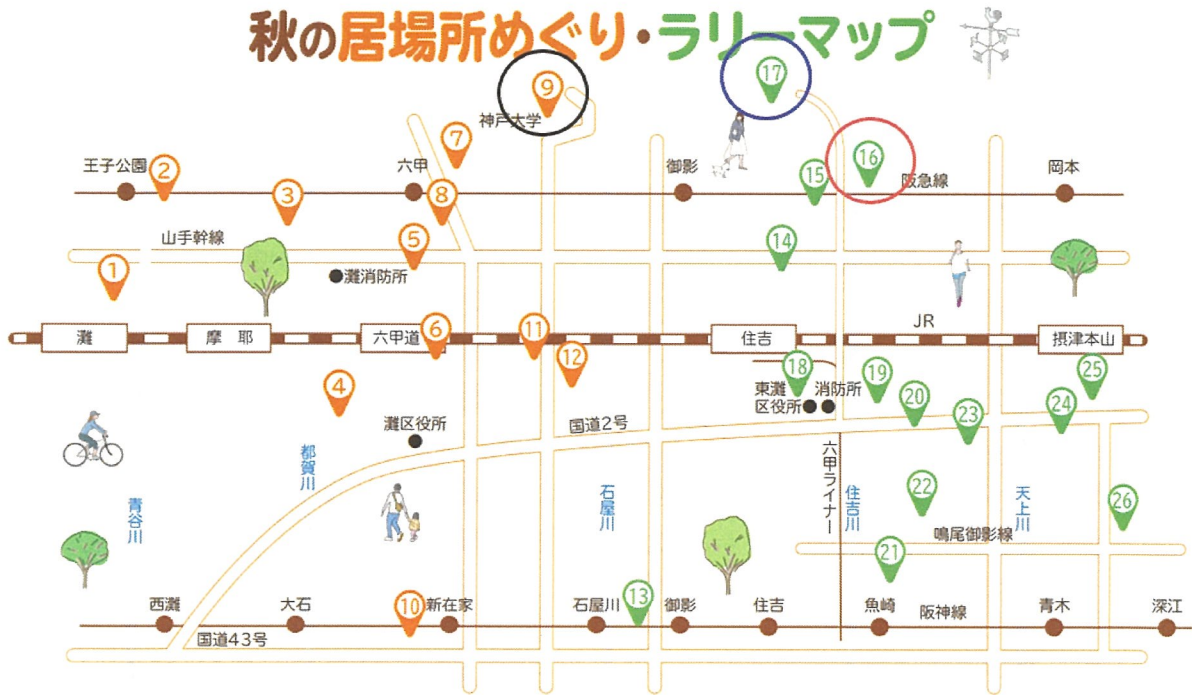 秋の居場所めぐり・ラリーマップ
17
9
神戸大学
7
16
王子公園
2
六甲
御影
15
岡本
3
8
阪急線
山手幹線
5
14
1
灘消防所
JR
灘
摩耶
六甲道
6
11
住吉
摂津本山
12
18
19
25
4
東灘
区役所
消防所
20
24
23
灘区役所
国道2号
都賀川
六甲ライナー
22
青谷川
石屋川
住吉川
天上川
26
鳴尾御影線
21
西灘
大石
10
新在家
石屋川
13
御影
住吉
魚崎
阪神線
青木
深江
国道43号